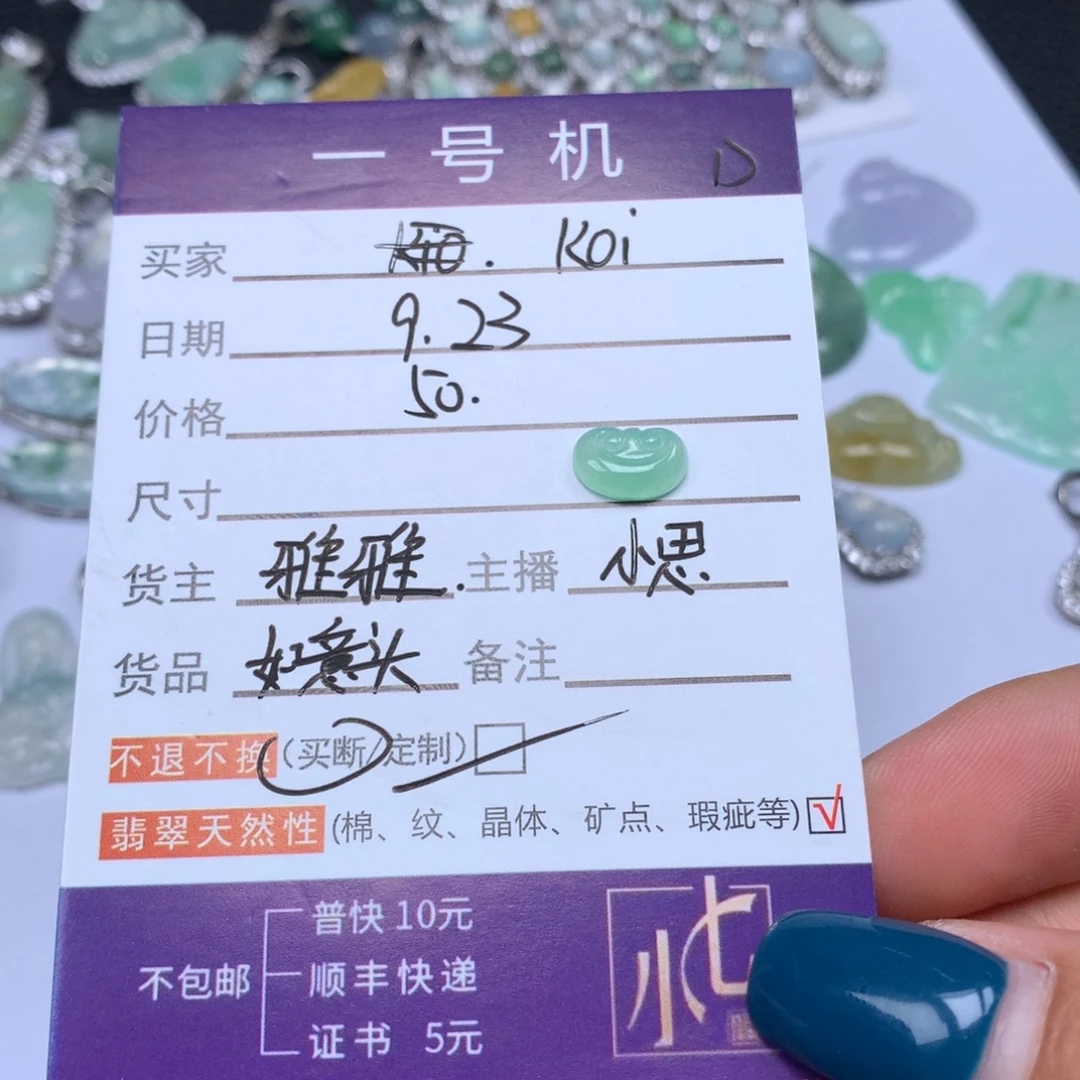 一号机 D
买家 Koi
日期 9.23
价格 50.
尺寸
货主 雅雅. 主播 小思.
货品 如意头 备注
不退不换 (买断/定制)
翡翠天然性 (棉、纹、晶体、矿点、瑕疵等) √
普快 10元
不包邮 顺丰快递
证书 5元
小七